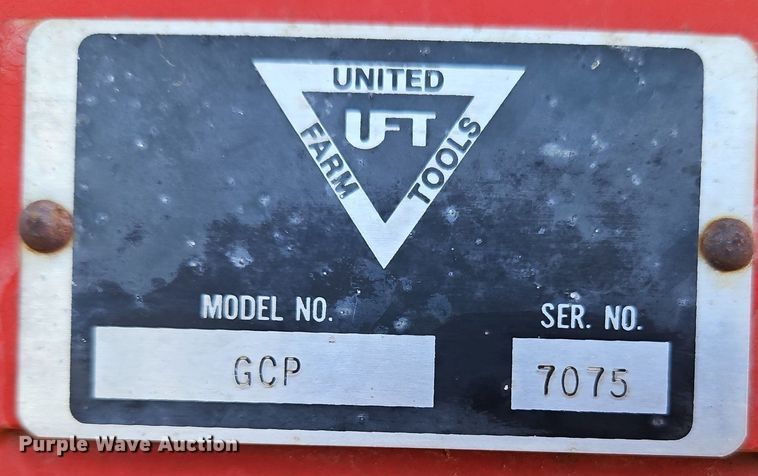 UNITED
FARM
TOOLS
UFT
MODEL NO.
SER. NO.
GCP
7075
Purple Wave Auction